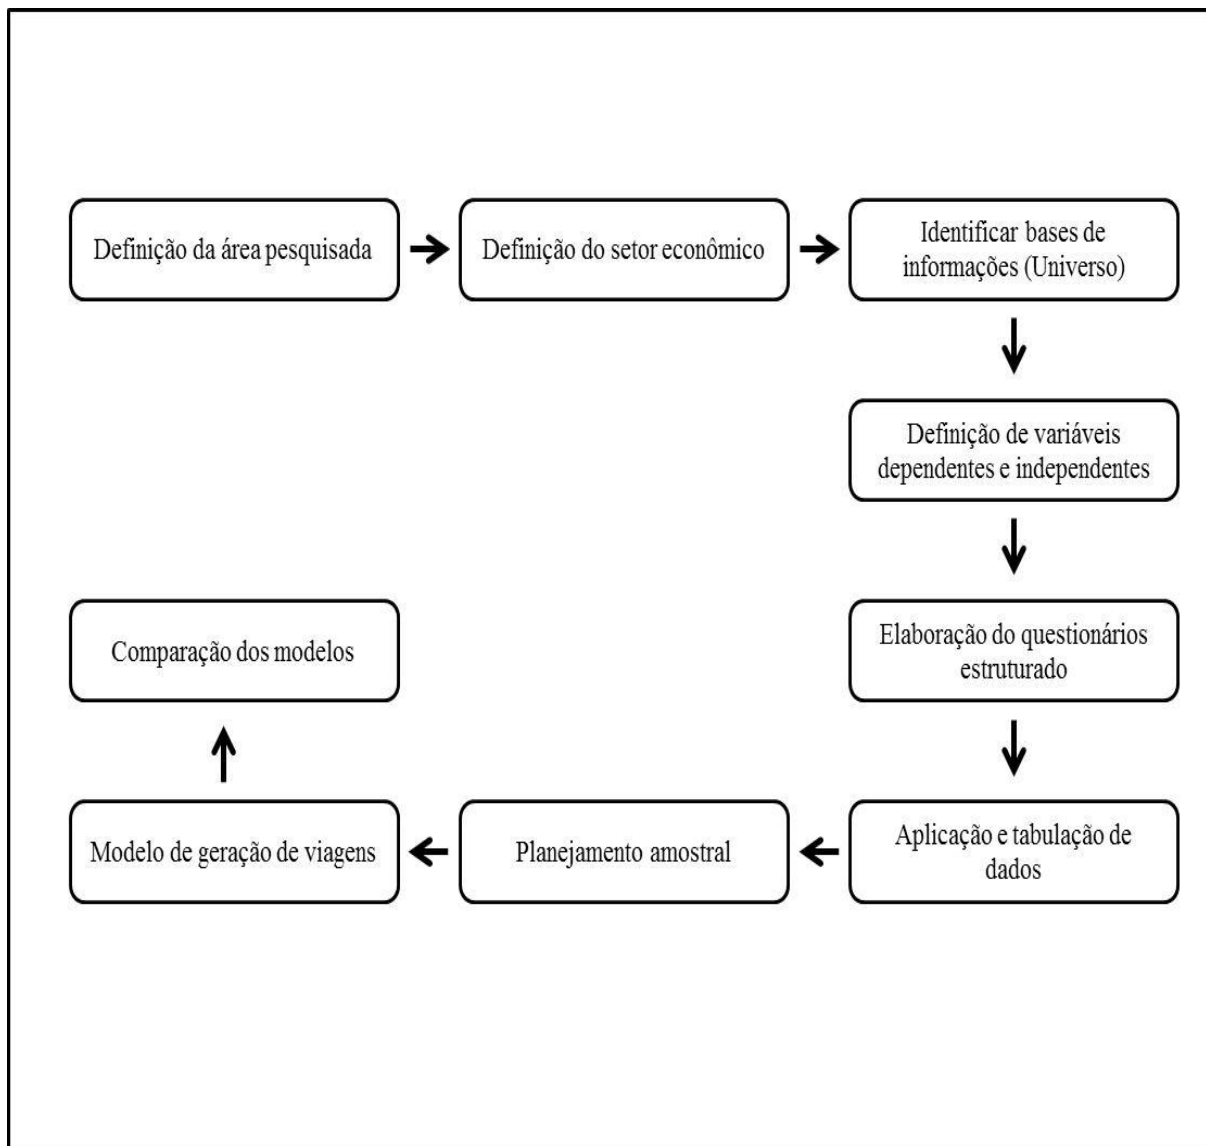 Definição da área pesquisada
Definição do setor econômico
Identificar bases de
informações (Universo)
Definição de variáveis
dependentes e independentes
Elaboração do questionários
estruturado
Aplicação e tabulação de
dados
Planejamento amostral
Modelo de geração de viagens
Comparação dos modelos